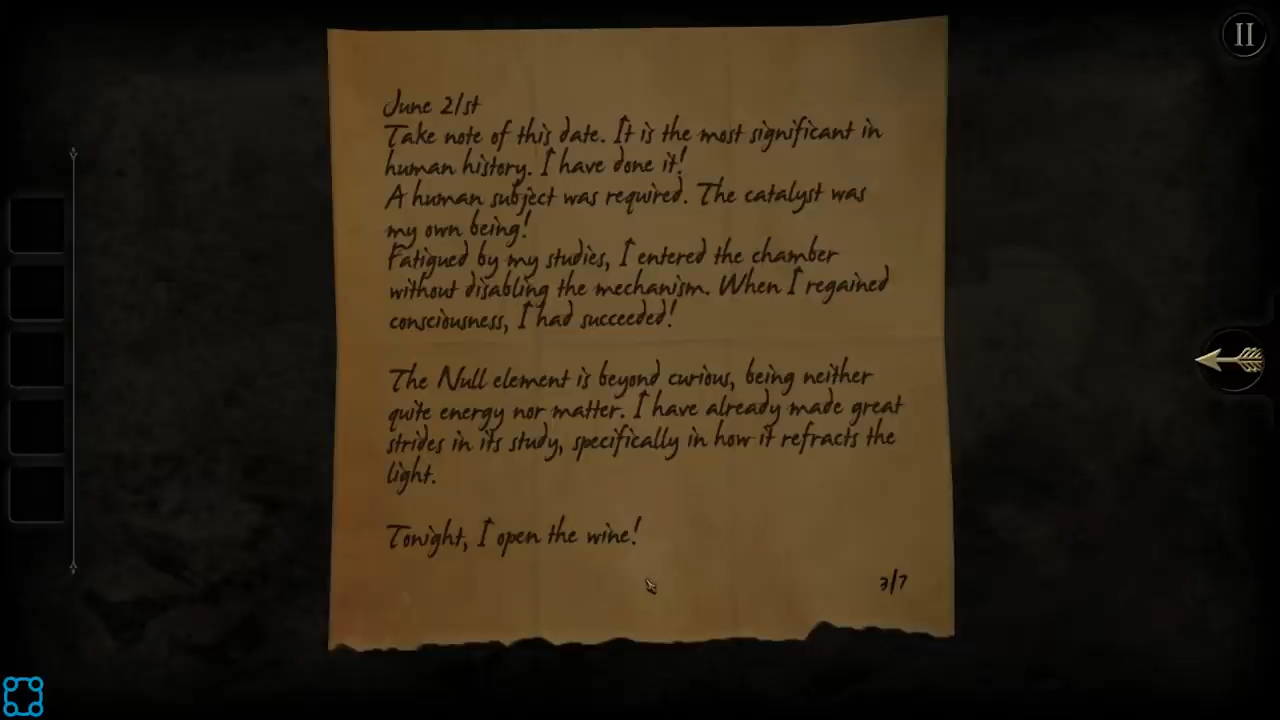 II
June 21st
Take note of this date. It is the most significant in
human history. I have done it!
A human subject was required. The catalyst was
my own being!
Fatigued by my studies, I entered the chamber
without disabling the mechanism. When I regained
consciousness, I had succeeded!
The Null element is beyond curious, being neither
quite energy nor matter. I have already made great
strides in its study, specifically in how it refracts the
light.
Tonight, I open the wine!
3/7